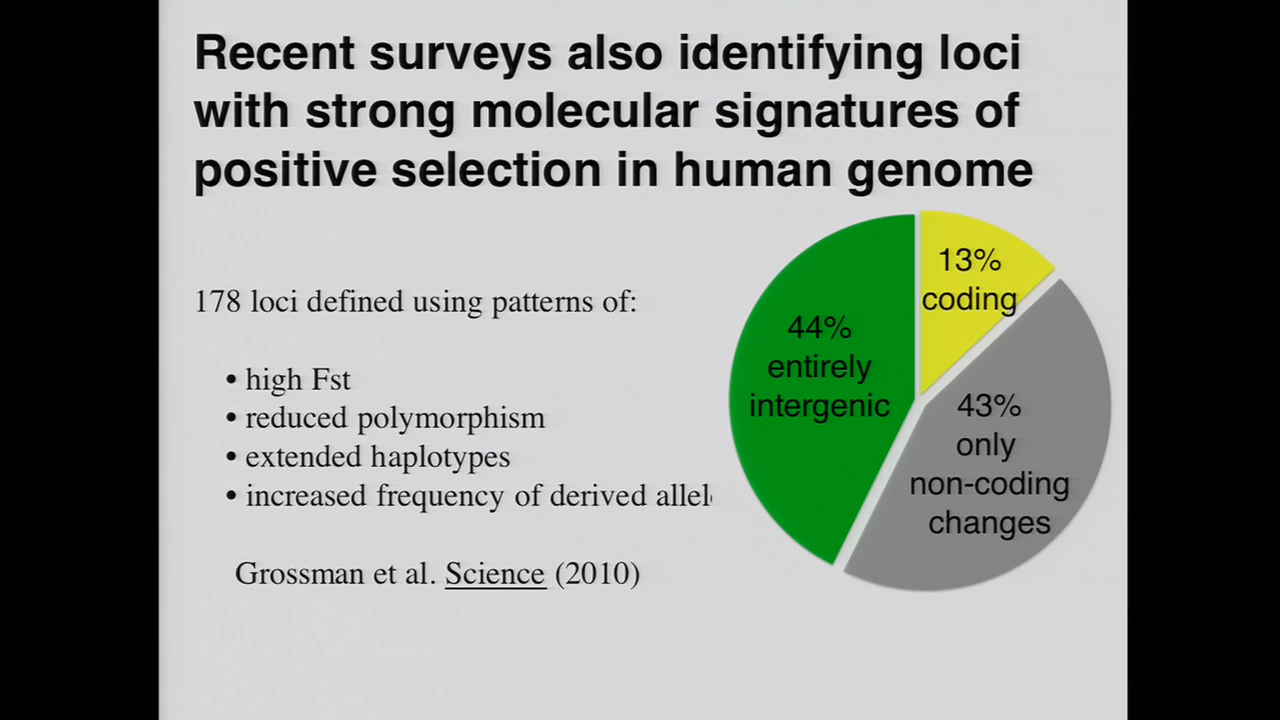 Recent surveys also identifying loci
with strong molecular signatures of
positive selection in human genome
178 loci defined using patterns of:
• high Fst
• reduced polymorphism
• extended haplotypes
• increased frequency of derived
Grossman et al. Science (2010)
13%
coding
44%
entirely
intergenic
43%
only
non-coding
changes